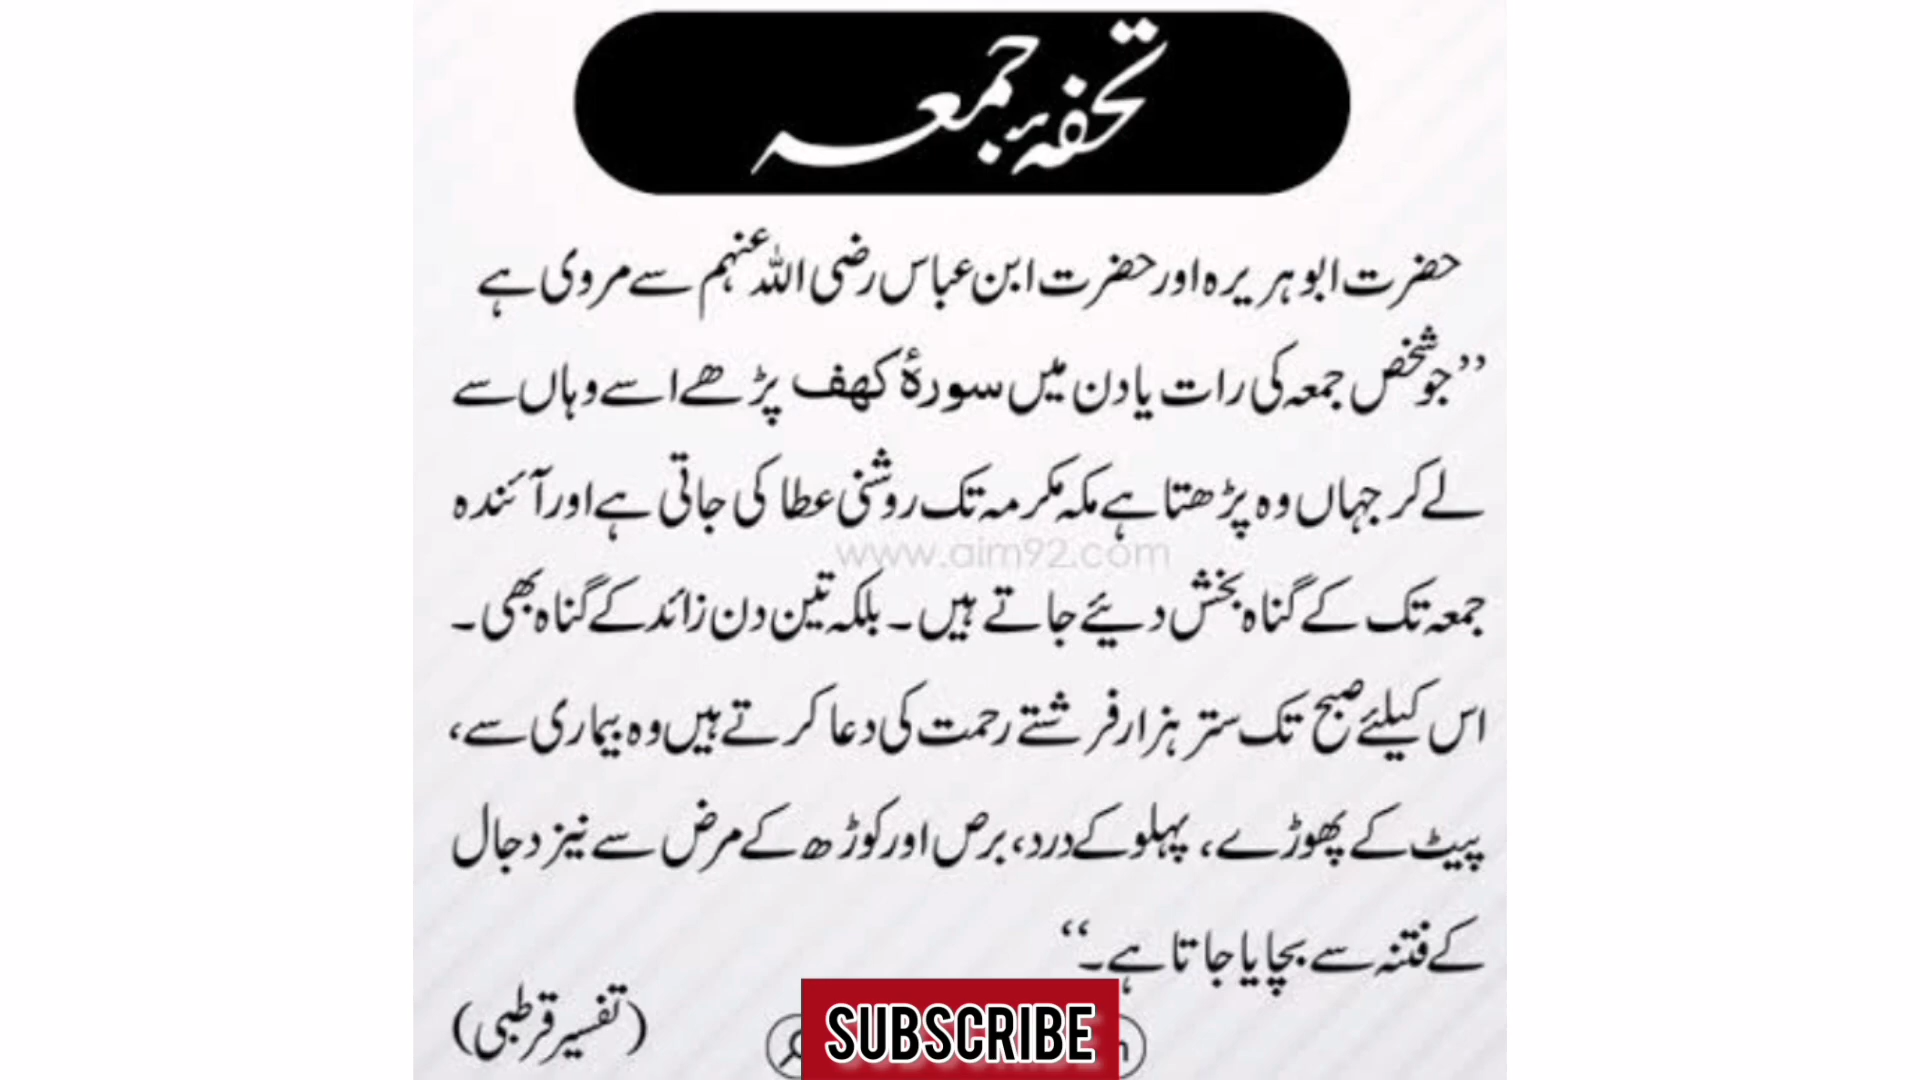 تحفۂ جمعہ
حضرت ابو ہریرہ اور حضرت ابن عباس رضی اللہ عنہم سے مروی ہے
”جو شخص جمعہ کی رات یا دن میں سورۂ کھف پڑھے اسے وہاں سے
لے کر جہاں وہ پڑھتا ہے مکہ مکرمہ تک روشنی عطا کی جاتی ہے اور آئندہ
www.aim92.com
جمعہ تک کے گناہ بخش دیئے جاتے ہیں۔ بلکہ تین دن زائد کے گناہ بھی۔
اس کیلئے صبح تک ستر ہزار فرشتے رحمت کی دعا کرتے ہیں وہ بیماری سے،
پیٹ کے پھوڑے، پہلو کے درد، برص اور کوڑھ کے مرض سے نیز دجال
کے فتنہ سے بچایا جاتا ہے۔“
(تفسیر قرطبی)
SUBSCRIBE